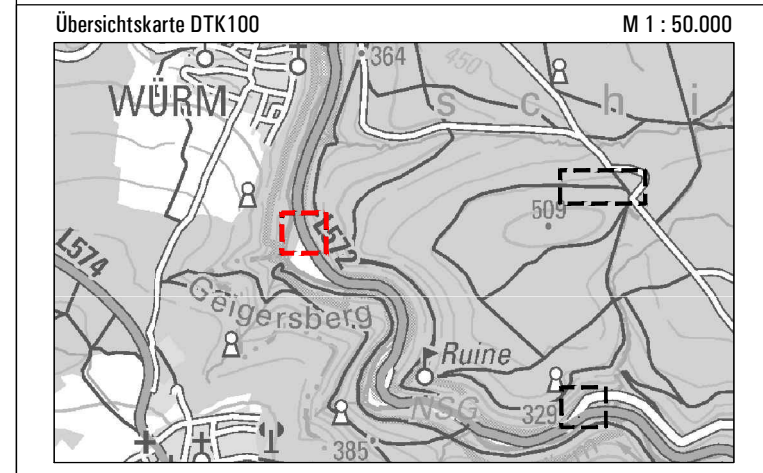 Übersichtskarte DTK100
M 1 : 50.000
364
450
WÜRM
s c h i
509
L572
L574
Geigersberg
Ruine
NSG
329
385